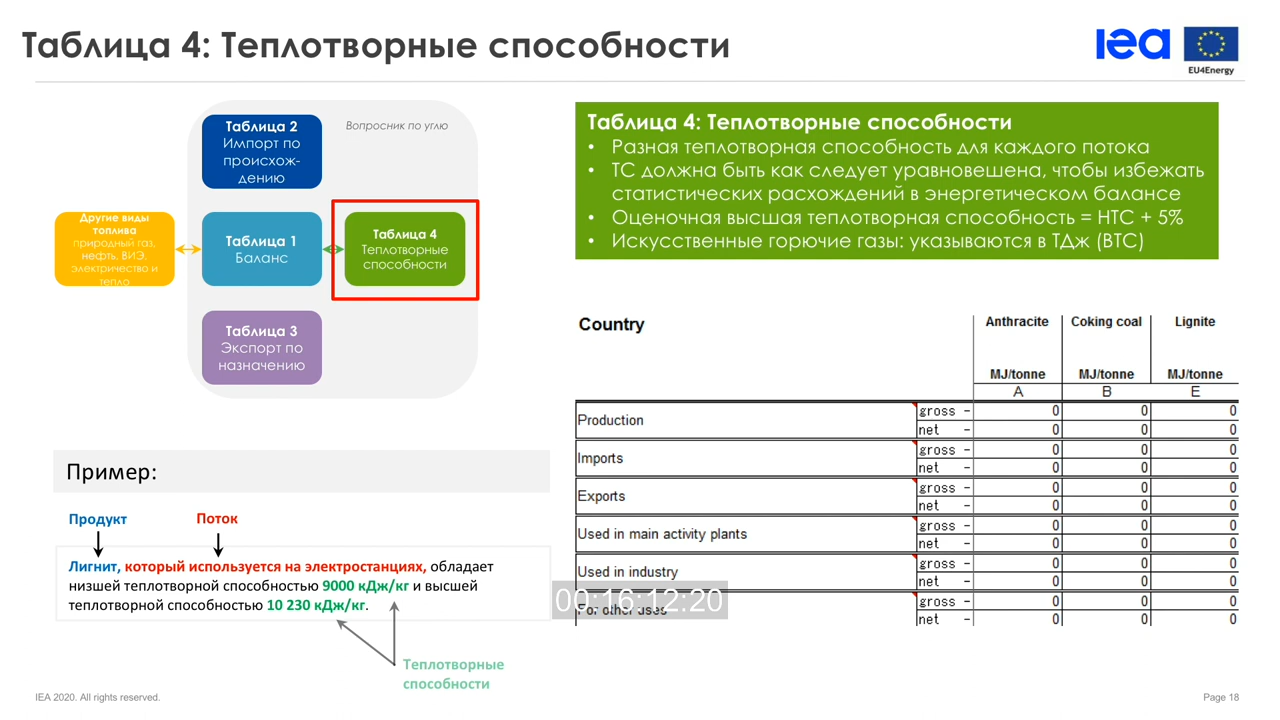 Таблица 4: Теплотворные способности
iea
EU4Energy
Таблица 2
Импорт по
происхож-
дению
Вопросник по углю
Другие виды
топлива
природный газ,
нефть, ВИЭ,
электричество и
тепло
Таблица 1
Баланс
Таблица 4
Теплотворные
способности
Таблица 3
Экспорт по
назначению
Таблица 4: Теплотворные способности
• Разная теплотворная способность для каждого потока
• ТС должна быть как следует уравновешена, чтобы избежать
статистических расхождений в энергетическом балансе
• Оценочная высшая теплотворная способность = НТС + 5%
• Искусственные горючие газы: указываются в ТДж (ВТС)
Пример:
Продукт Поток
Лигнит, который используется на электростанциях, обладает
низшей теплотворной способностью 9000 кДж/кг и высшей
теплотворной способностью 10 230 кДж/кг.
Теплотворные
способности
Country Anthracite Coking coal Lignite
MJ/tonne MJ/tonne MJ/tonne
A B E
Production gross - 0 0 0
net - 0 0 0
Imports gross - 0 0 0
net - 0 0 0
Exports gross - 0 0 0
net - 0 0 0
Used in main activity plants gross - 0 0 0
net - 0 0 0
Used in industry gross - 0 0 0
net - 0 0 0
For other uses gross - 0 0 0
net - 0 0 0
00:16:12:20
IEA 2020. All rights reserved.
Page 18